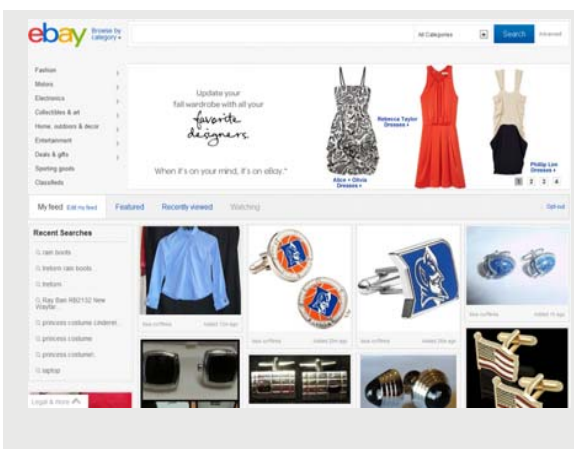 ebay
Browse by
category
All Categories
Search
Advanced
Fashion
Motors
Electronics
Collectibles & art
Home, outdoors & decor
Entertainment
Deals & gifts
Sporting goods
Classifieds
Update your
fall wardrobe with all your
favorite
designers.
When it's on your mind, it's on ebay.
Alice + Olivia
Dresses
Rebecca Taylor
Dresses
Phillip Lim
Dresses
1 2 3 4
My feed Edit my feed Featured Recently viewed Watching Opt out
Recent Searches
rain boots
tretorn rain boots
tretorn
Ray Ban RB2132 New
Wayfar...
princess costume cinderel...
princess costume
princess costume\
laptop
Legal & more